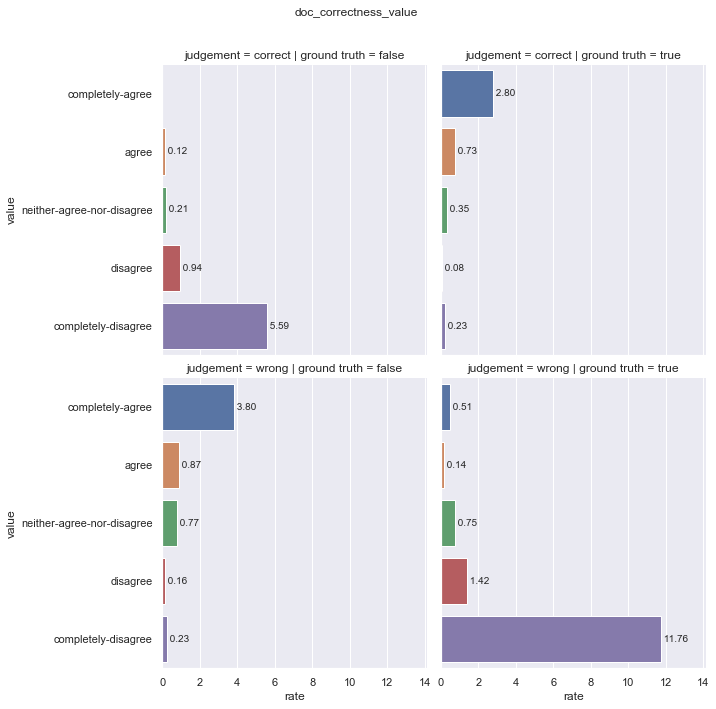 doc_correctness_value
judgement = correct | ground truth = false
judgement = correct | ground truth = true
completely-agree
2.80
agree
0.12
0.73
neither-agree-nor-disagree
0.21
0.35
value
disagree
0.94
0.08
completely-disagree
5.59
0.23
judgement = wrong | ground truth = false
judgement = wrong | ground truth = true
completely-agree
3.80
0.51
agree
0.87
0.14
neither-agree-nor-disagree
0.77
0.75
value
disagree
0.16
1.42
completely-disagree
0.23
11.76
0 2 4 6 8 10 12 14
0 2 4 6 8 10 12 14
rate
rate